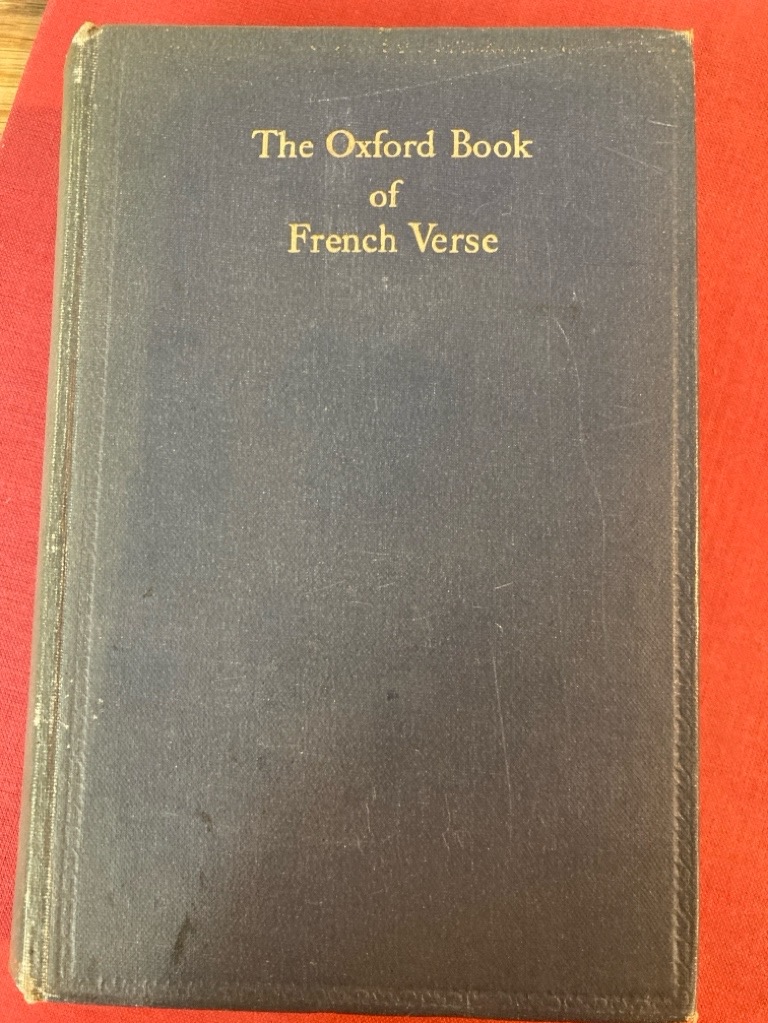 The Oxford Book
of
French Verse